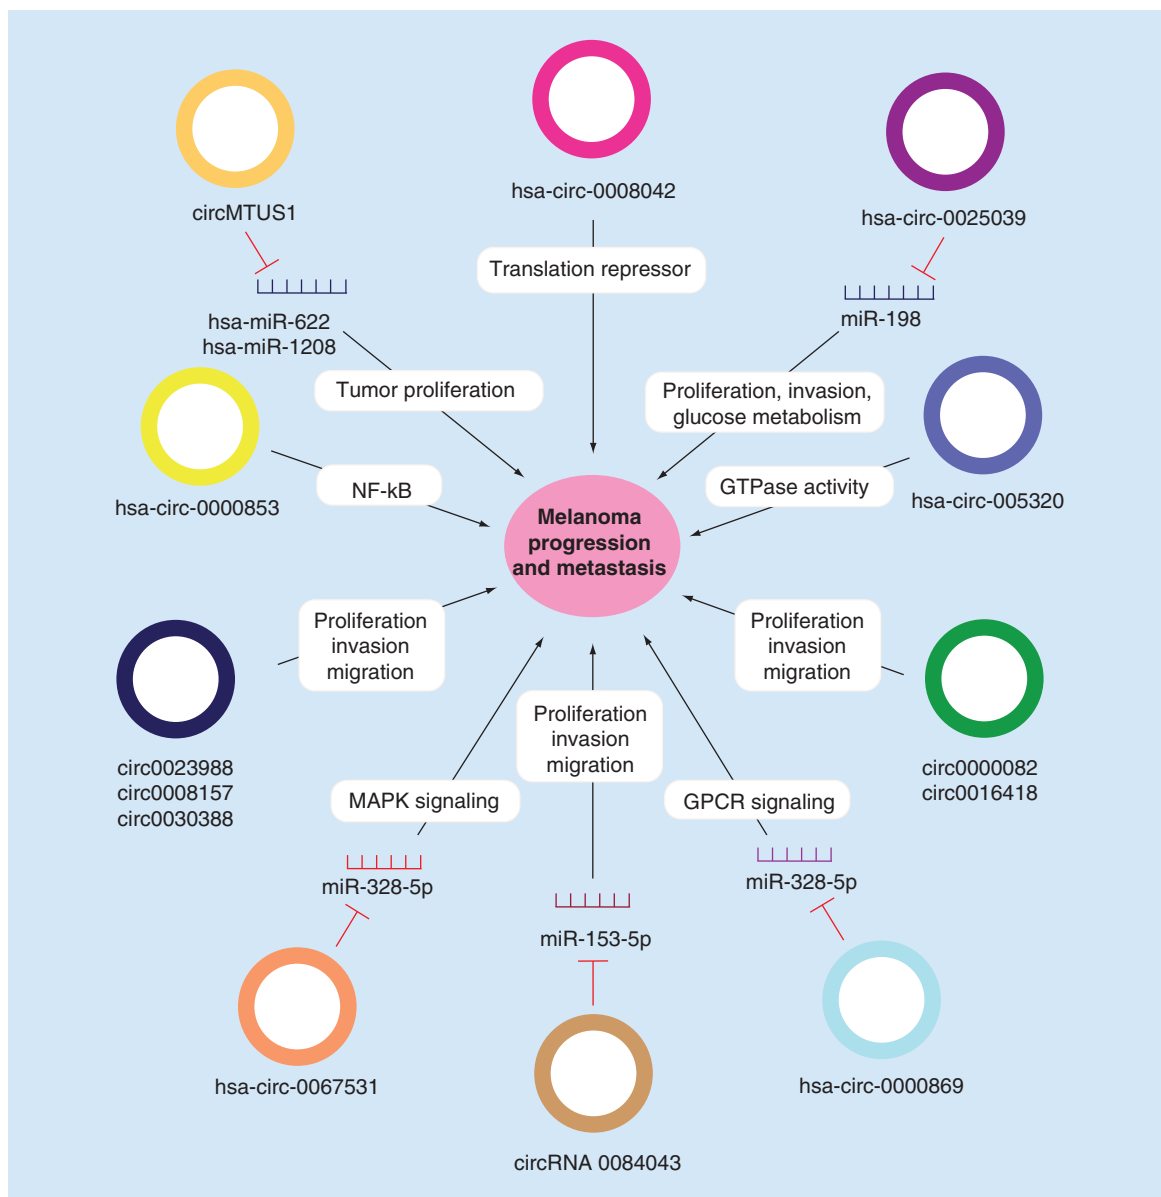 circMTUS1
hsa-circ-0008042
hsa-circ-0025039
Translation repressor
hsa-miR-622
hsa-miR-1208
miR-198
Tumor proliferation
Proliferation, invasion,
glucose metabolism
hsa-circ-0000853
NF-kB
GTPase activity
hsa-circ-005320
Melanoma
progression
and metastasis
Proliferation
invasion
migration
Proliferation
invasion
migration
circ0023988
circ0008157
circ0030388
Proliferation
invasion
migration
circ0000082
circ0016418
MAPK signaling
GPCR signaling
miR-328-5p
miR-153-5p
miR-328-5p
hsa-circ-0067531
circRNA 0084043
hsa-circ-0000869